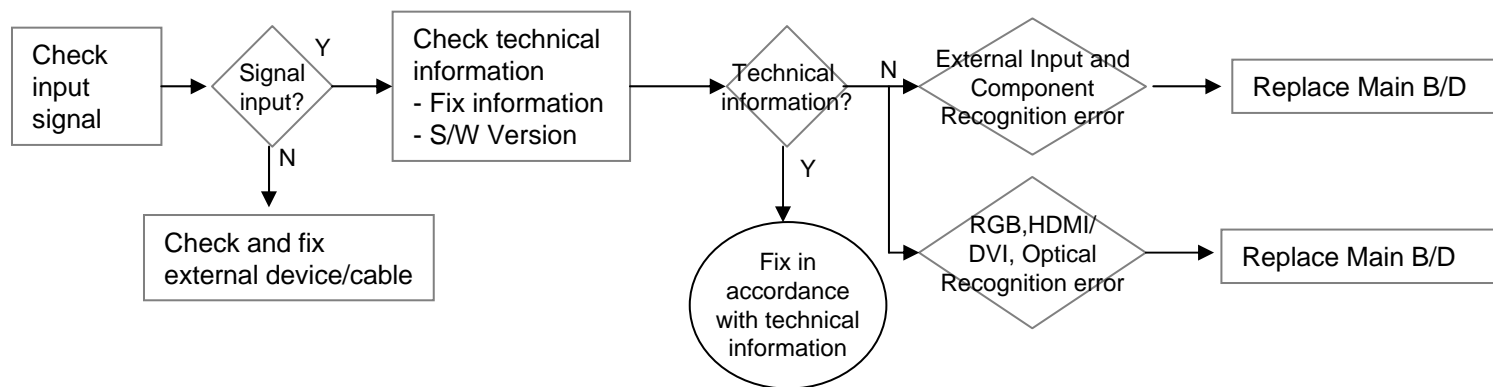 Check
input
signal
Signal
input?
Y
N
Check and fix
external device/cable
Check technical
information
- Fix information
- S/W Version
Technical
information?
N
Y
Fix in
accordance
with technical
information
External Input and
Component
Recognition error
Replace Main B/D
RGB,HDMI/
DVI, Optical
Recognition error
Replace Main B/D